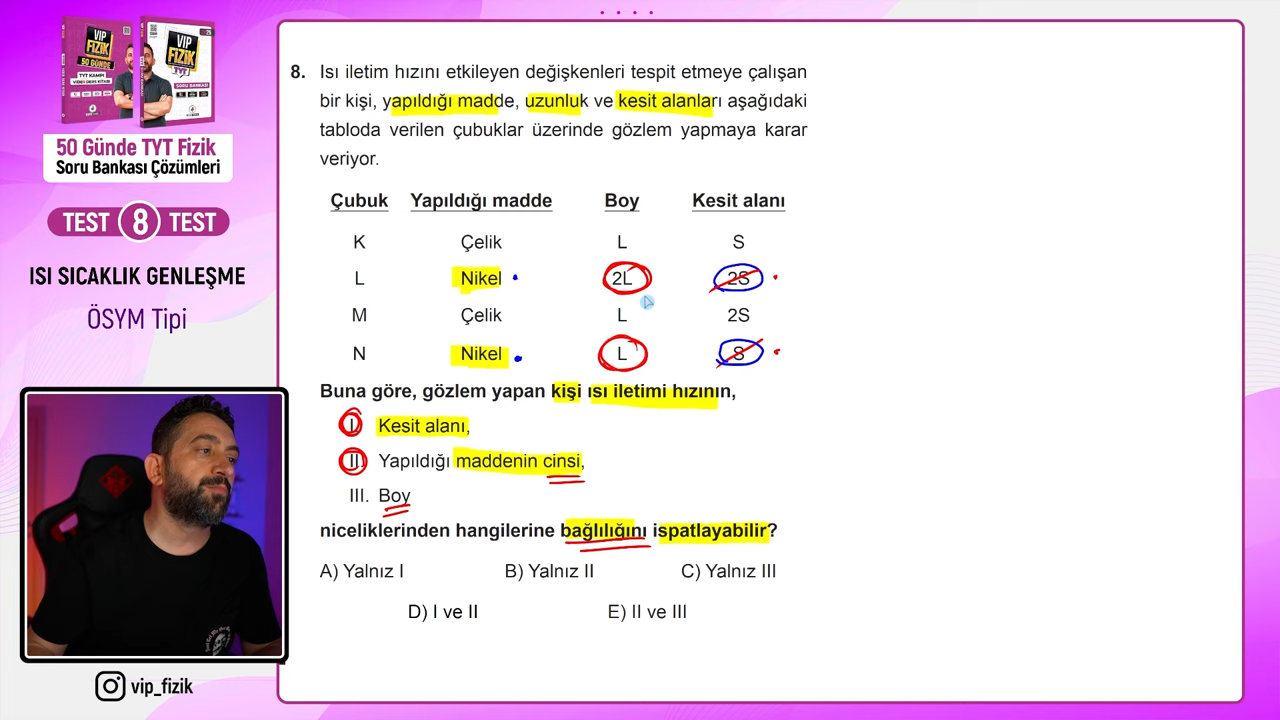 VIP
FİZİK
50 GÜNDE
TYT KAMPI
VİDEO DERS KİTABI
VIP
FİZİK
TYT
SORU BANKASI
50 Günde TYT Fizik
Soru Bankası Çözümleri
TEST 8 TEST
ISI SICAKLIK GENLEŞME
ÖSYM Tipi
vip_fizik
8. Isı iletim hızını etkileyen değişkenleri tespit etmeye çalışan
bir kişi, yapıldığı madde, uzunluk ve kesit alanları aşağıdaki
tabloda verilen çubuklar üzerinde gözlem yapmaya karar
veriyor.
Çubuk Yapıldığı madde Boy Kesit alanı
K Çelik L S
L Nikel 2L 2S
M Çelik L 2S
N Nikel L S
Buna göre, gözlem yapan kişi ısı iletimi hızının,
I. Kesit alanı,
II. Yapıldığı maddenin cinsi,
III. Boy
niceliklerinden hangilerine bağlılığını ispatlayabilir?
A) Yalnız I B) Yalnız II C) Yalnız III
D) I ve II E) II ve III